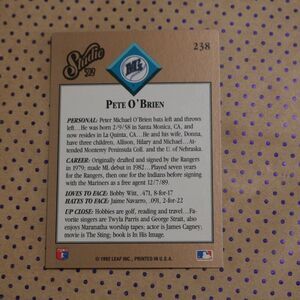 238
Studio
'92
PETE O'BRIEN
PERSONAL: Peter Michael O'Brien bats left and throws
left...He was born 2/9/58 in Santa Monica, CA, and now
resides in La Quinta, CA...He and his wife, Donna,
have three children, Allison, Hilary and Michael...At-
tended Monterey Peninsula Coll. and the U. of Nebraska.
CAREER: Originally drafted and signed by the Rangers
in 1979; made ML debut in 1982...Played seven years
for the Rangers, then one for the Indians before signing
with the Mariners as a free agent 12/7/89.
LOVES TO FACE: Bobby Witt, .471, 8-for-17
HATES TO FACE: Jaime Navarro, .091, 2-for-22
UP CLOSE: Hobbies are golf, reading and travel...Fa-
vorite singers are Twyla Parris and George Strait, also
enjoys Maranatha worship tapes; actor is James Cagney;
movie is The Sting; book is In His Image.
© 1992 LEAF INC., PRINTED IN U.S.A.